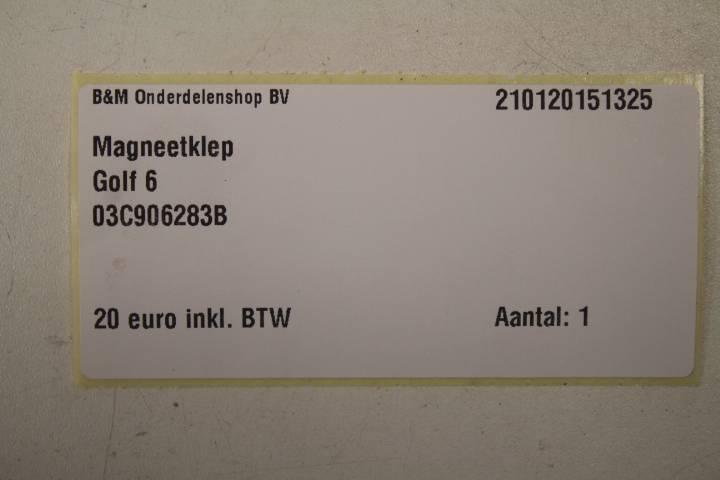 B&M Onderdelenshop BV 210120151325
Magneetklep
Golf 6
03C906283B
20 euro inkl. BTW Aantal: 1